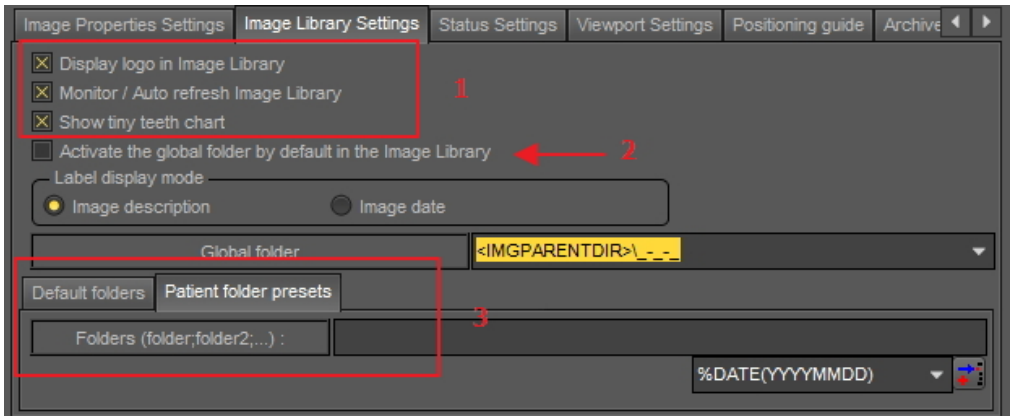 Image Properties Settings Image Library Settings Status Settings Viewport Settings Positioning guide Archive
Display logo in Image Library
1
Monitor / Auto refresh Image Library
Show tiny teeth chart
Activate the global folder by default in the Image Library 2
Label display mode
Image description Image date
Global folder <IMGPARENTDIR>\_-_-_
Default folders Patient folder presets
3
Folders (folder;folder2;...) :
%DATE(YYYYMMDD)